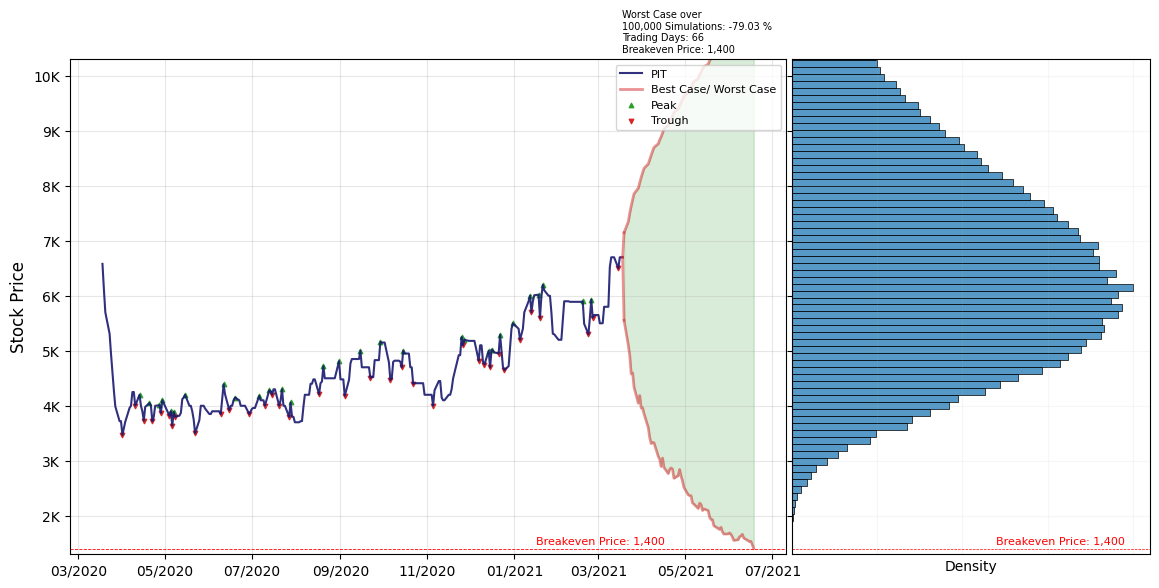 Worst Case over
100,000 Simulations: -79.03 %
Trading Days: 66
Breakeven Price: 1,400
PIT
Best Case/ Worst Case
Peak
Trough
10K
9K
8K
7K
6K
5K
4K
3K
2K
Stock Price
Breakeven Price: 1,400
Breakeven Price: 1,400
03/2020 05/2020 07/2020 09/2020 11/2020 01/2021 03/2021 05/2021 07/2021
Density